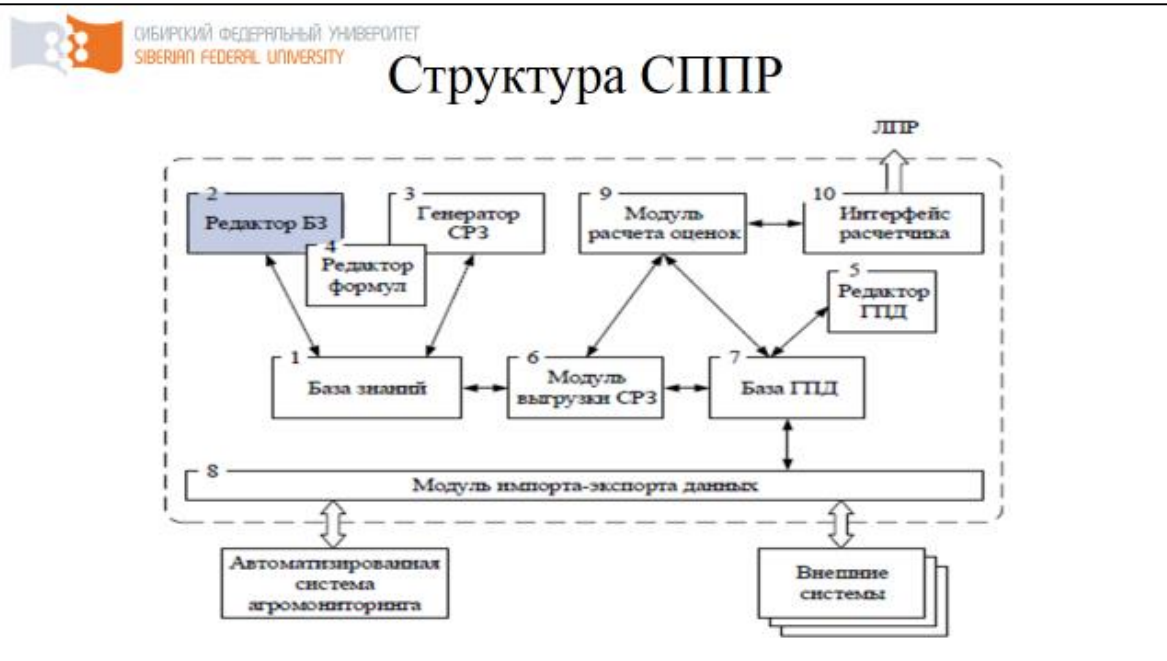 СИБИРСКИЙ ФЕДЕРАЛЬНЫЙ УНИВЕРСИТЕТ
SIBERIAN FEDERAL UNIVERSITY
Структура СППР
ЛПР
2
Редактор БЗ
3
Генератор
СРЗ
4
Редактор
формул
9
Модуль
расчета оценок
10
Интерфейс
расчетчика
5
Редактор
ГПД
1
База знаний
6
Модуль
выгрузки СРЗ
7
База ГПД
8
Модуль импорта-экспорта данных
Автоматизированная
система
агромониторинга
Внешние
системы